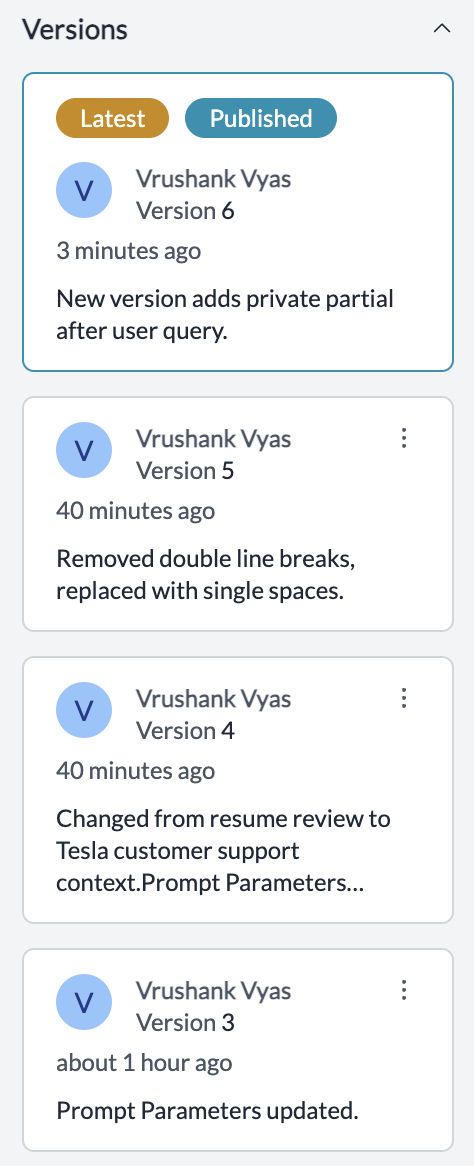 Versions
Latest
Published
V
Vrushank Vyas
Version 6
3 minutes ago
New version adds private partial
after user query.
V
Vrushank Vyas
Version 5
40 minutes ago
Removed double line breaks,
replaced with single spaces.
V
Vrushank Vyas
Version 4
40 minutes ago
Changed from resume review to
Tesla customer support
context.Prompt Parameters...
V
Vrushank Vyas
Version 3
about 1 hour ago
Prompt Parameters updated.